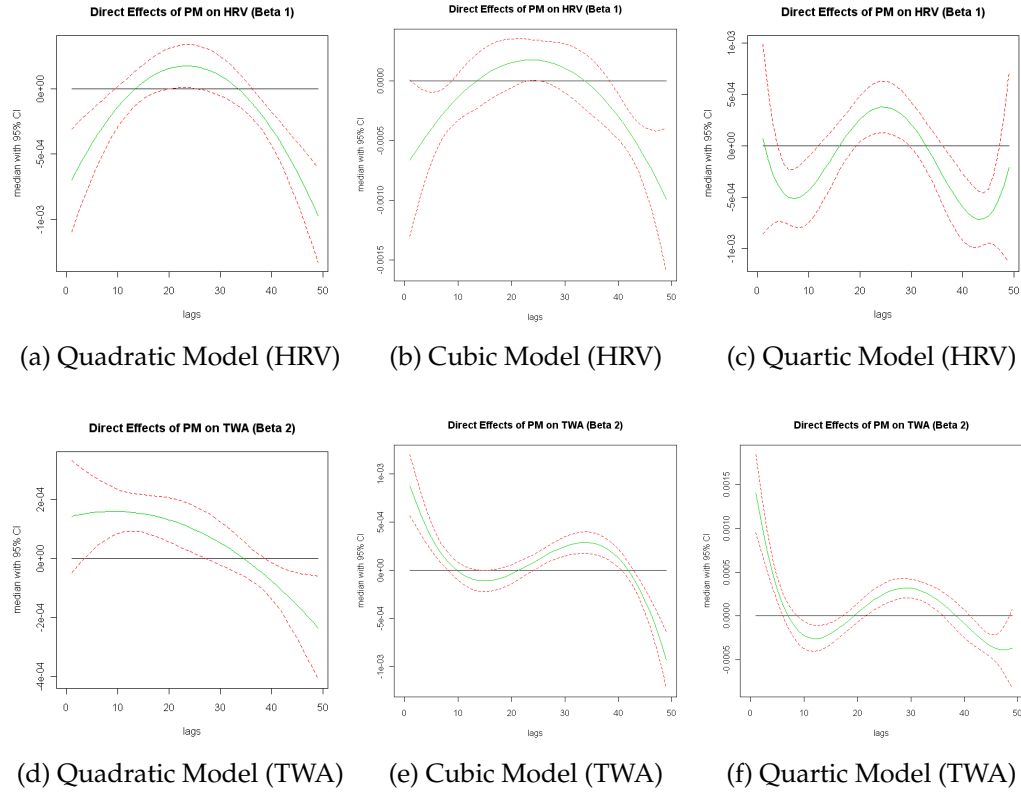 Direct Effects of PM on HRV (Beta 1)
median with 95% CI
0e+00
-5e-04
-1e-03
0 10 20 30 40 50
lags
(a) Quadratic Model (HRV)
Direct Effects of PM on HRV (Beta 1)
median with 95% CI
0.0000
-0.0005
-0.0010
-0.0015
0 10 20 30 40 50
lags
(b) Cubic Model (HRV)
Direct Effects of PM on HRV (Beta 1)
median with 95% CI
1e-03
5e-04
0e+00
-5e-04
-1e-03
0 10 20 30 40 50
lags
(c) Quartic Model (HRV)
Direct Effects of PM on TWA (Beta 2)
median with 95% CI
2e-04
0e+00
-2e-04
-4e-04
0 10 20 30 40 50
lags
(d) Quadratic Model (TWA)
Direct Effects of PM on TWA (Beta 2)
median with 95% CI
1e-03
5e-04
0e+00
-5e-04
-1e-03
0 10 20 30 40 50
lags
(e) Cubic Model (TWA)
Direct Effects of PM on TWA (Beta 2)
median with 95% CI
0.0015
0.0010
0.0005
0.0000
-0.0005
0 10 20 30 40 50
lags
(f) Quartic Model (TWA)